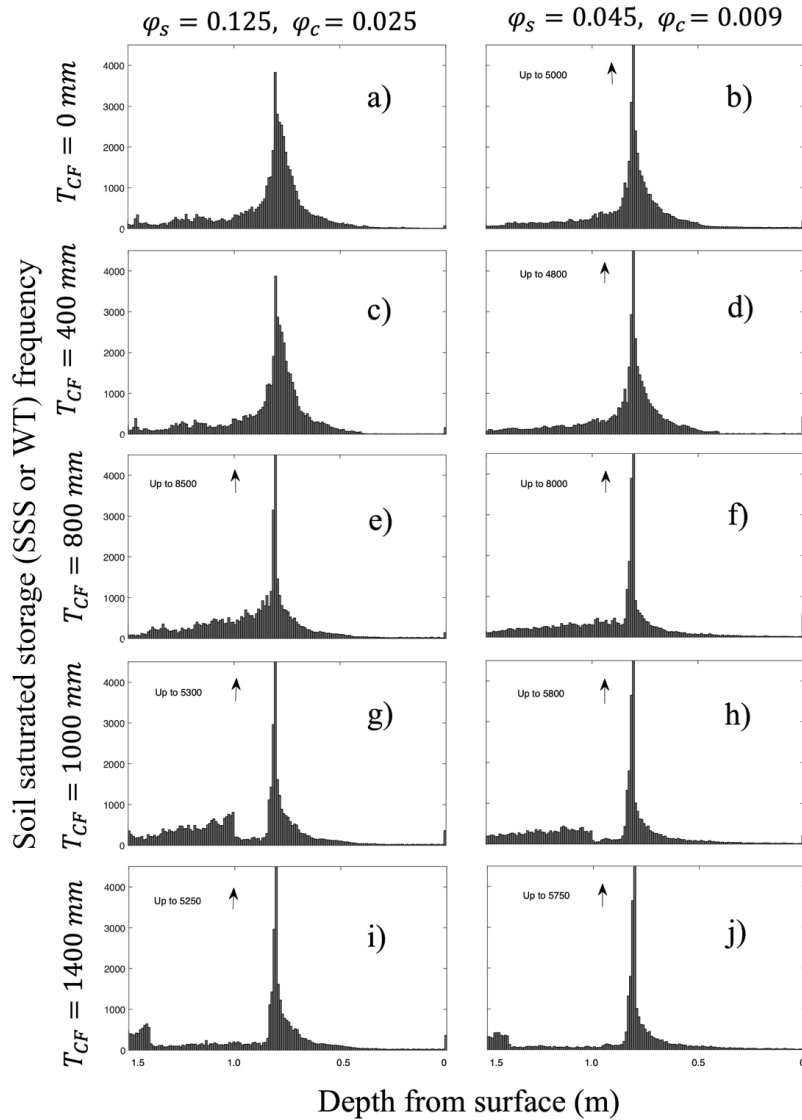 φs = 0.125, φc = 0.025
φs = 0.045, φc = 0.009
Soil saturated storage (SSS or WT) frequency
T_CF = 0 mm
4000
3000
2000
1000
0
a)
Up to 5000
b)
T_CF = 400 mm
4000
3000
2000
1000
0
c)
Up to 4800
d)
T_CF = 800 mm
4000
3000
2000
1000
0
Up to 8500
e)
Up to 8000
f)
T_CF = 1000 mm
4000
3000
2000
1000
0
Up to 5300
g)
Up to 5800
h)
T_CF = 1400 mm
4000
3000
2000
1000
0
Up to 5250
i)
Up to 5750
j)
1.5 1.0 0.5 0
1.5 1.0 0.5 0
Depth from surface (m)